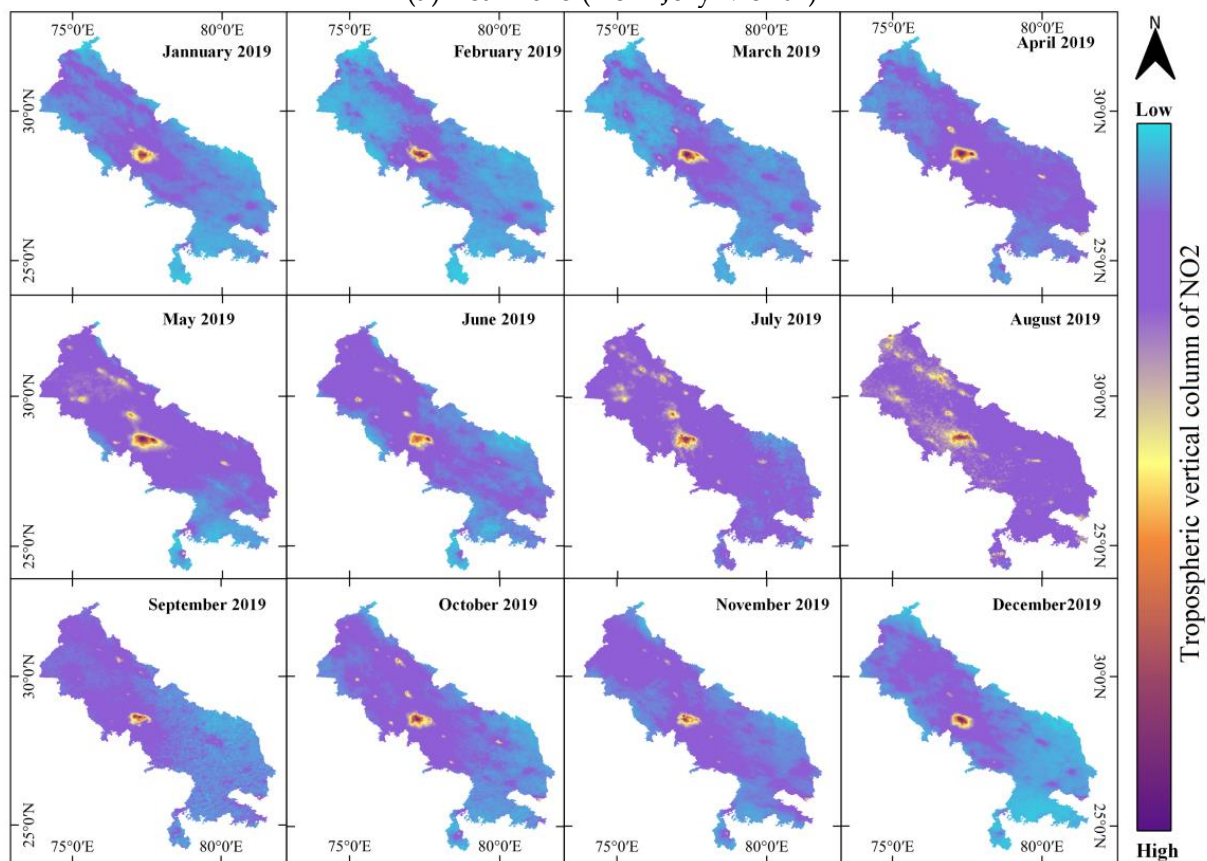 75°0'E 80°0'E 75°0'E 80°0'E 75°0'E 80°0'E 75°0'E 80°0'E
Jannuary 2019 February 2019 March 2019 April 2019
N
Low
30°0'N 30°0'N
25°0'N 25°0'N
May 2019 June 2019 July 2019 August 2019
30°0'N 30°0'N
25°0'N 25°0'N
Tropospheric vertical column of NO2
September 2019 October 2019 November 2019 December2019
30°0'N 30°0'N
25°0'N 25°0'N
75°0'E 80°0'E 75°0'E 80°0'E 75°0'E 80°0'E 75°0'E 80°0'E
High